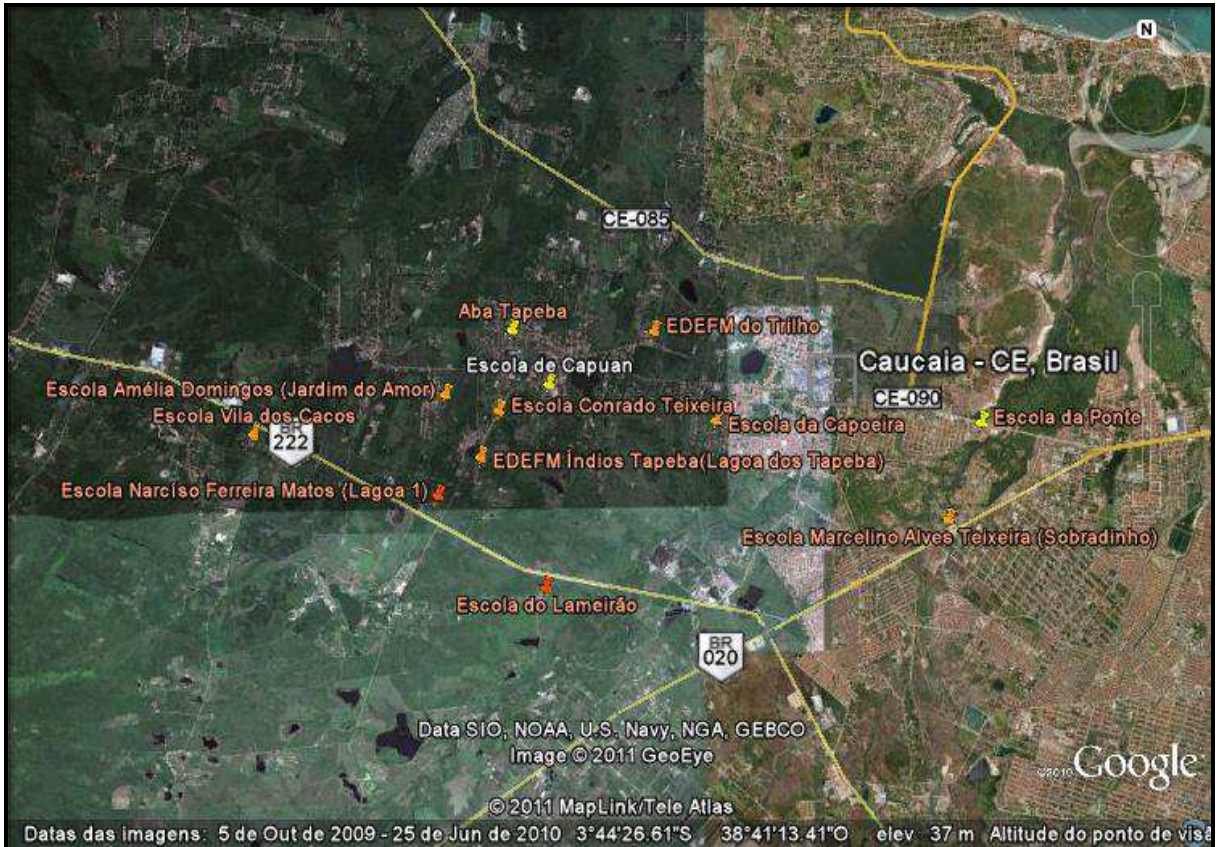 N
CE-085
Aba Tapeba
EDEFM do Trilho
Escola de Capuan
Caucaia - CE, Brasil
Escola Amélia Domingos (Jardim do Amor)
CE-090
Escola Conrado Teixeira
Escola Vila dos Cacos
Escola da Capoeira
Escola da Ponte
BR
222
EDEFM Índios Tapeba(Lagoa dos Tapeba)
Escola Narciso Ferreira Matos (Lagoa 1)
Escola Marcelino Alves Teixeira (Sobradinho)
Escola do Lameirão
BR
020
Data SIO, NOAA, U.S. Navy, NGA, GEBCO
Image © 2011 GeoEye
©2010 Google
© 2011 MapLink/Tele Atlas
Datas das imagens: 5 de Out de 2009 - 25 de Jun de 2010 3°44'26.61"S 38°41'13.41"O elev 37 m Altitude do ponto de